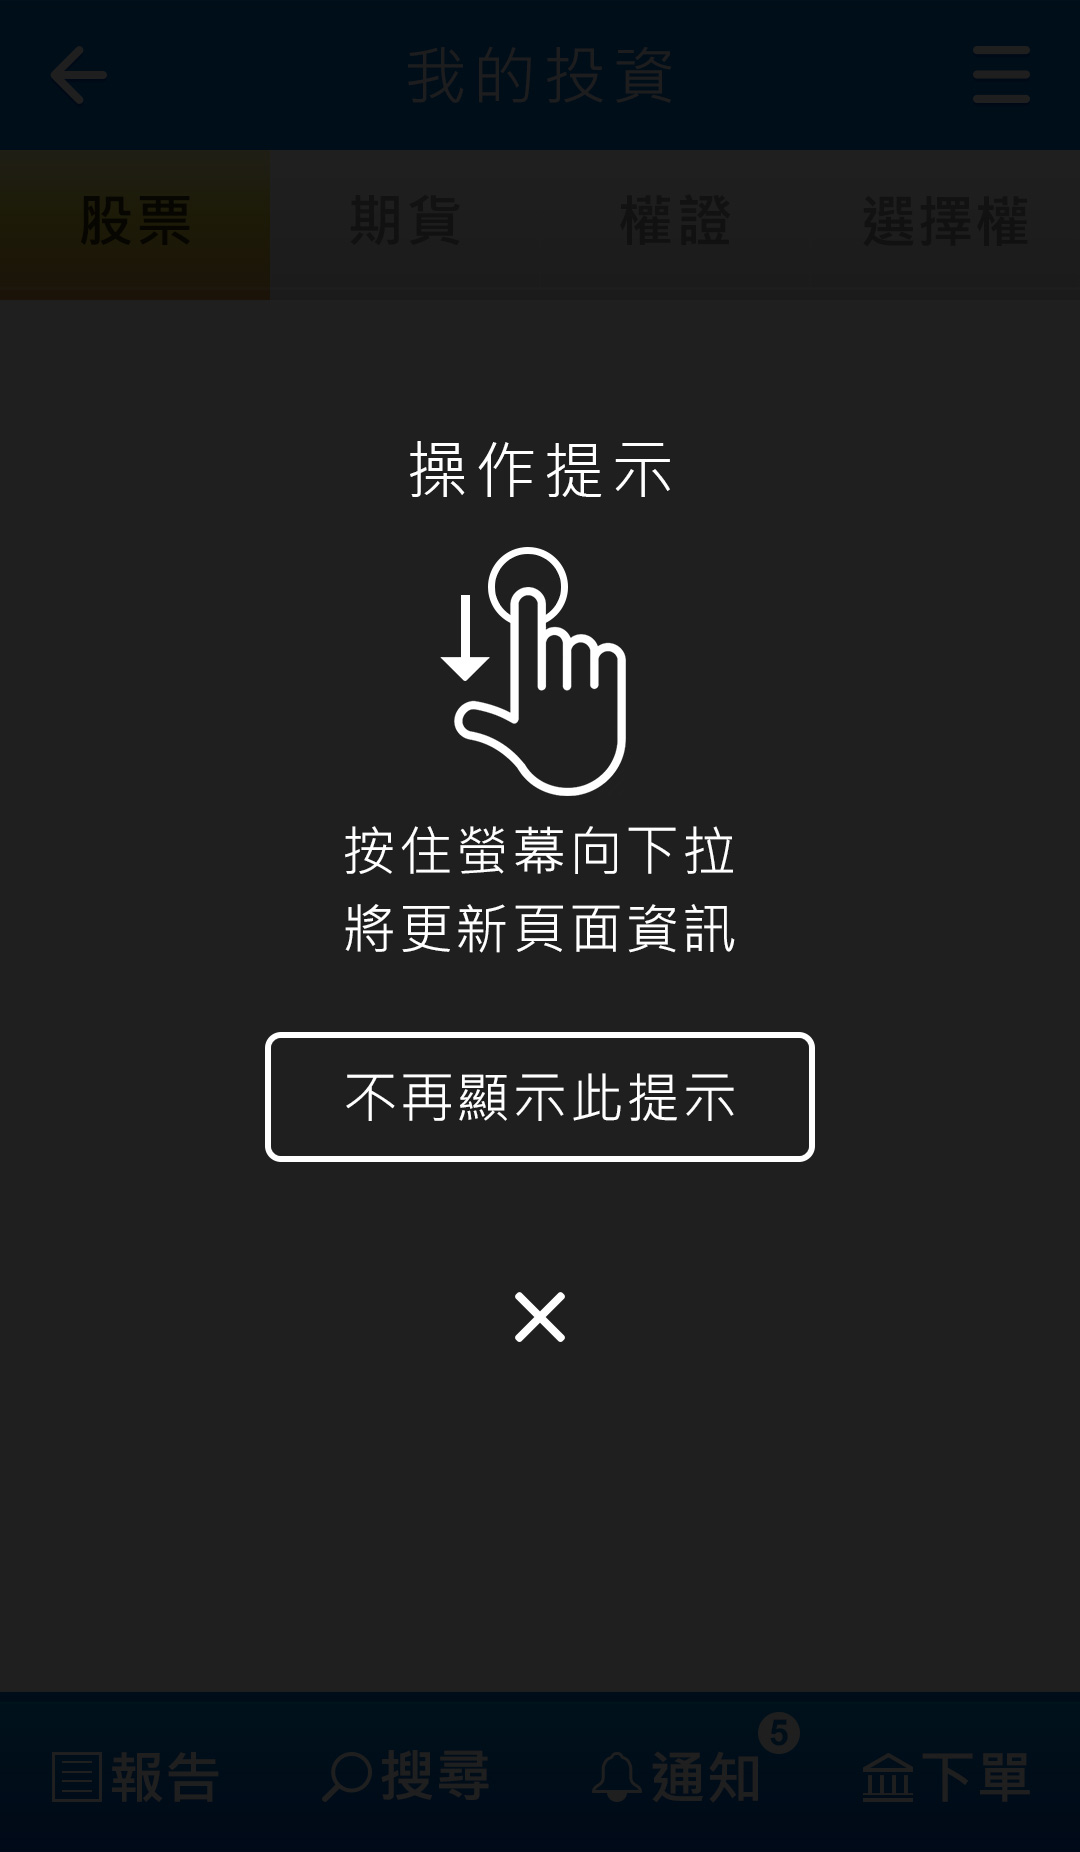 我的投資
股票 期貨 權證 選擇權
操作提示
按住螢幕向下拉
將更新頁面資訊
不再顯示此提示
5
報告 搜尋 通知 下單